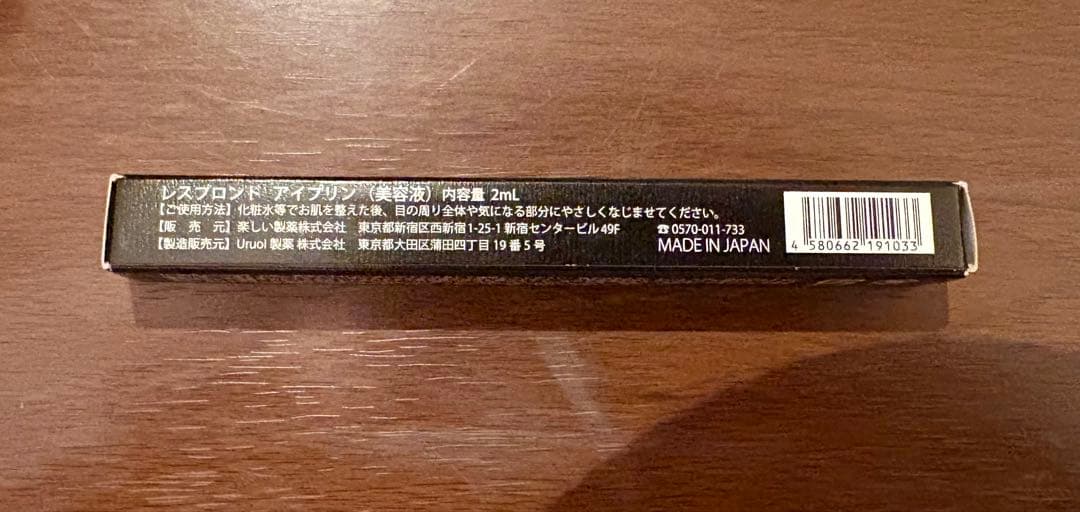 レスプロンド アイプリン（美容液）内容量 2mL
【ご使用方法】化粧水等でお肌を整えた後、目の周り全体や気になる部分にやさしくなじませてください。
【販 売 元】楽しい製薬株式会社 東京都新宿区西新宿1-25-1 新宿センタービル49F ☎0570-011-733
【製造販売元】Uruoi 製薬 株式会社 東京都大田区蒲田四丁目 19 番 5 号 MADE IN JAPAN
4 580662 191033